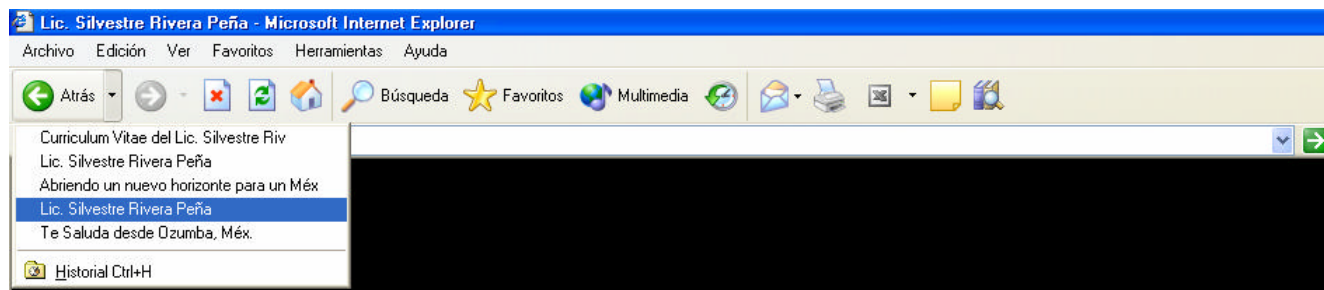 Lic. Silvestre Rivera Peña - Microsoft Internet Explorer
Archivo Edición Ver Favoritos Herramientas Ayuda
Atrás Búsqueda Favoritos Multimedia
Curriculum Vitae del Lic. Silvestre Riv
Lic. Silvestre Rivera Peña
Abriendo un nuevo horizonte para un Méx
Lic. Silvestre Rivera Peña
Te Saluda desde Ozumba, Méx.
Historial Ctrl+H